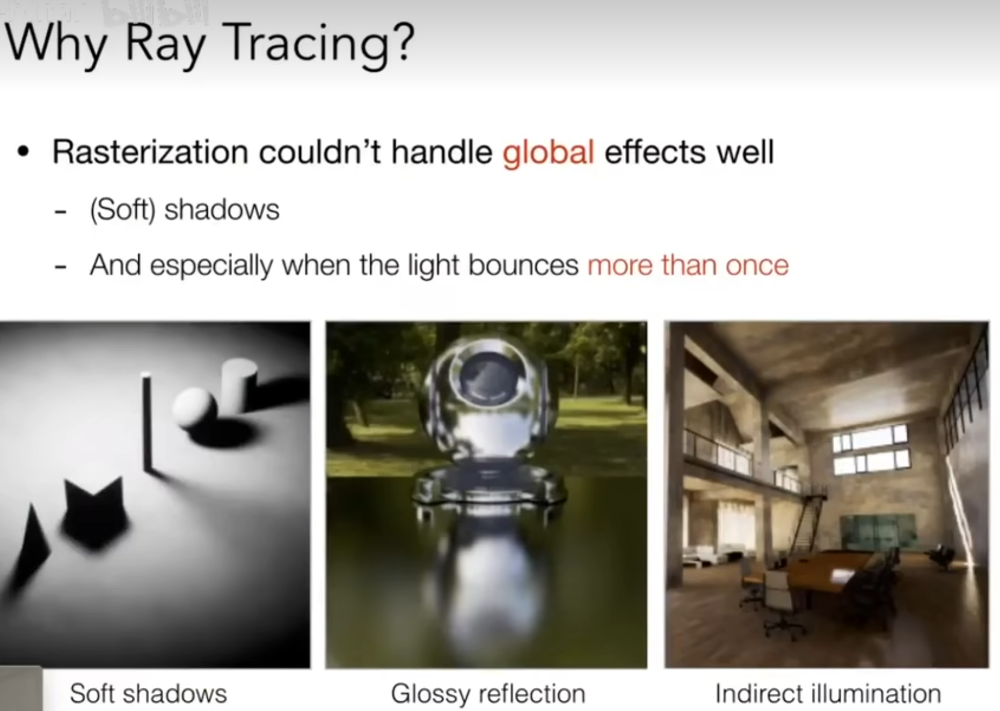 Why Ray Tracing?
• Rasterization couldn't handle global effects well
- (Soft) shadows
- And especially when the light bounces more than once
Soft shadows
Glossy reflection
Indirect illumination